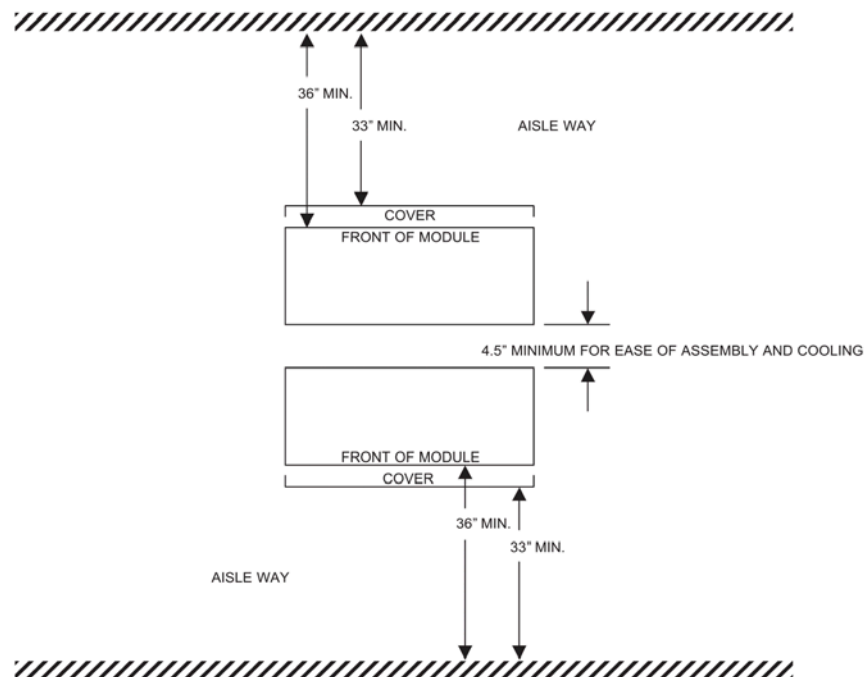 36” MIN.
33” MIN.
AISLE WAY
COVER
FRONT OF MODULE
4.5” MINIMUM FOR EASE OF ASSEMBLY AND COOLING
FRONT OF MODULE
COVER
36” MIN.
33” MIN.
AISLE WAY